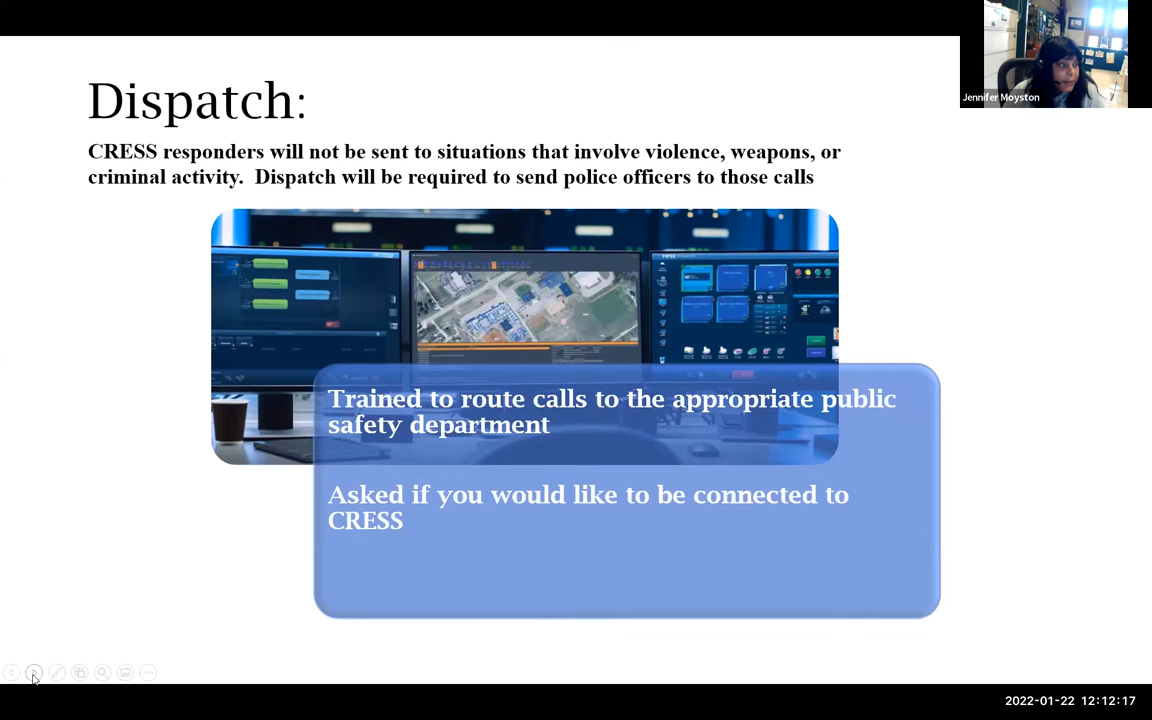 Dispatch:
CRESS responders will not be sent to situations that involve violence, weapons, or
criminal activity.  Dispatch will be required to send police officers to those calls
Jennifer Moyston
Trained to route calls to the appropriate public
safety department
Asked if you would like to be connected to
CRESS
2022-01-22 12:12:17